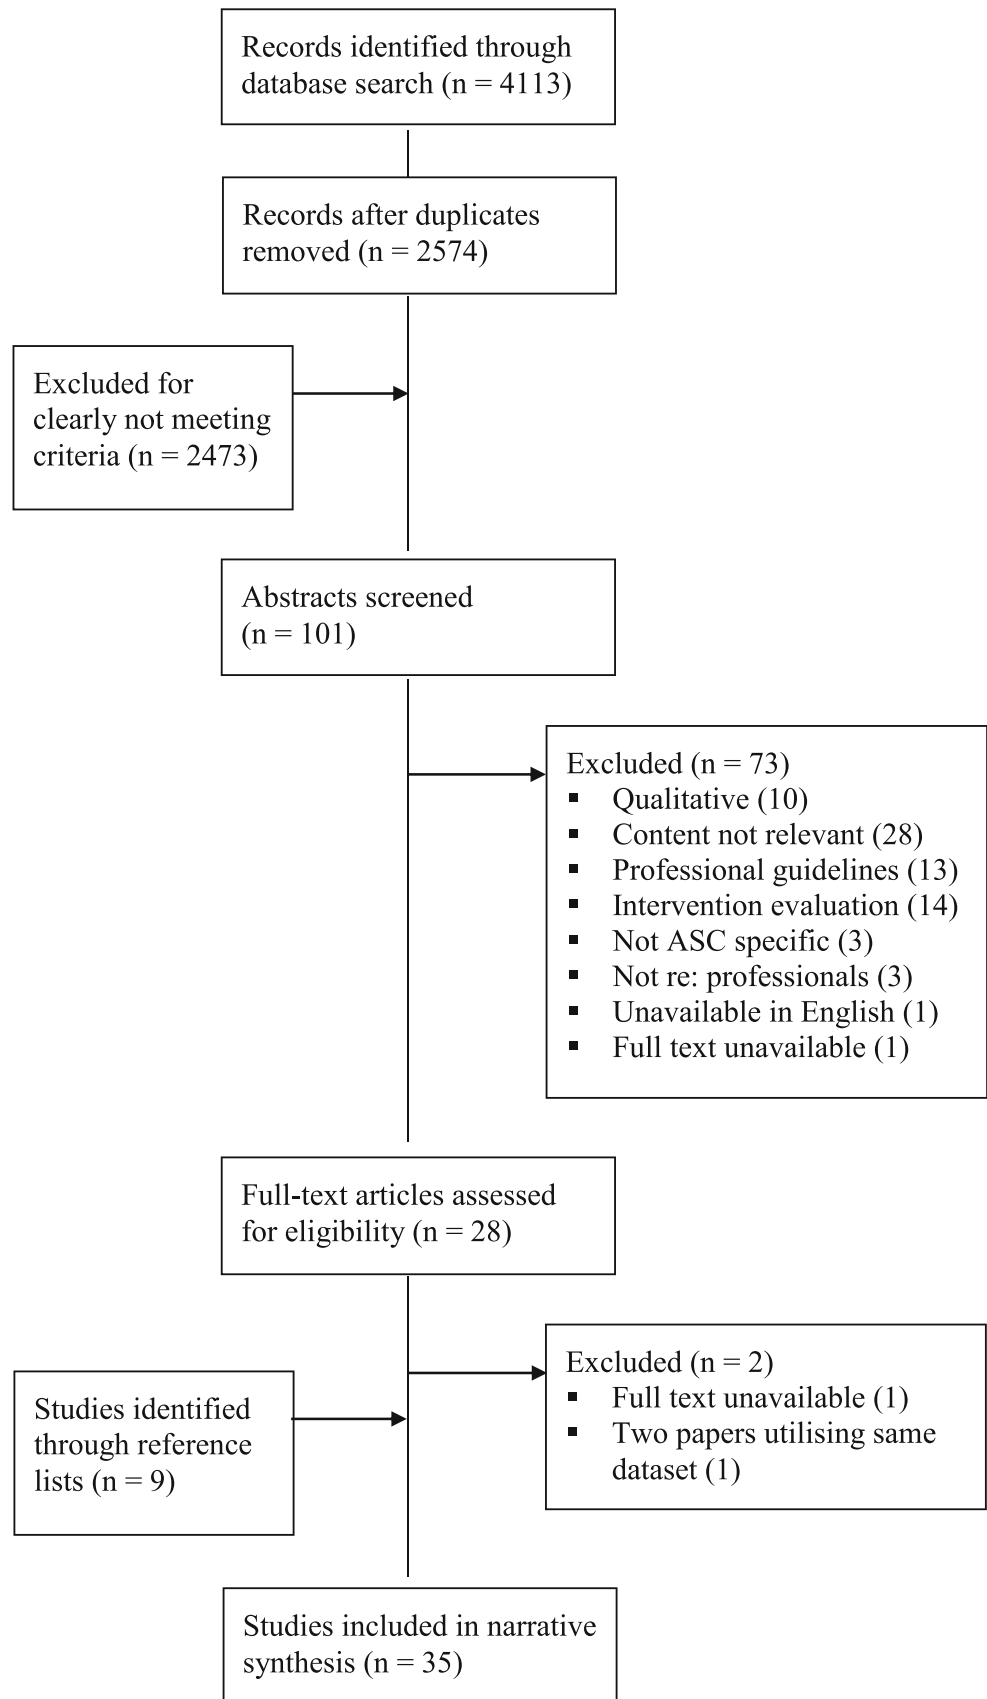 Records identified through
database search (n = 4113)
Records after duplicates
removed (n = 2574)
Excluded for
clearly not meeting
criteria (n = 2473)
Abstracts screened
(n = 101)
Excluded (n = 73)
▪ Qualitative (10)
▪ Content not relevant (28)
▪ Professional guidelines (13)
▪ Intervention evaluation (14)
▪ Not ASC specific (3)
▪ Not re: professionals (3)
▪ Unavailable in English (1)
▪ Full text unavailable (1)
Full-text articles assessed
for eligibility (n = 28)
Excluded (n = 2)
▪ Full text unavailable (1)
▪ Two papers utilising same
dataset (1)
Studies identified
through reference
lists (n = 9)
Studies included in narrative
synthesis (n = 35)